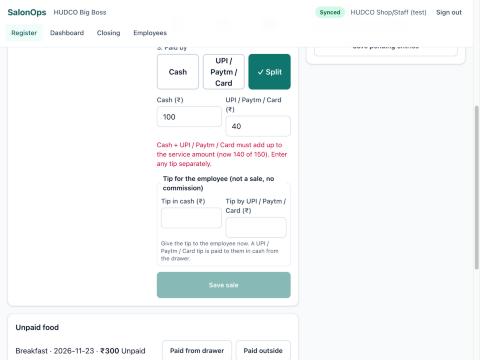 SalonOps HUDCO Big Boss
Synced HUDCO Shop/Staff (test) Sign out
Register Dashboard Closing Employees
Cash
UPI /
Paytm /
Card
✓ Split
Cash (₹)
100
UPI / Paytm / Card
(₹)
40
Cash + UPI / Paytm / Card must add up
to the service amount (now 140 of 150). Enter
any tip separately.
Tip for the employee (not a sale, no
commission)
Tip in cash (₹)
Tip by UPI / Paytm /
Card (₹)
Give the tip to the employee now. A UPI /
Paytm / Card tip is paid to them in cash from
the drawer.
Save sale
Unpaid food
Breakfast · 2026-11-23 · ₹300 Unpaid
Paid from drawer
Paid outside